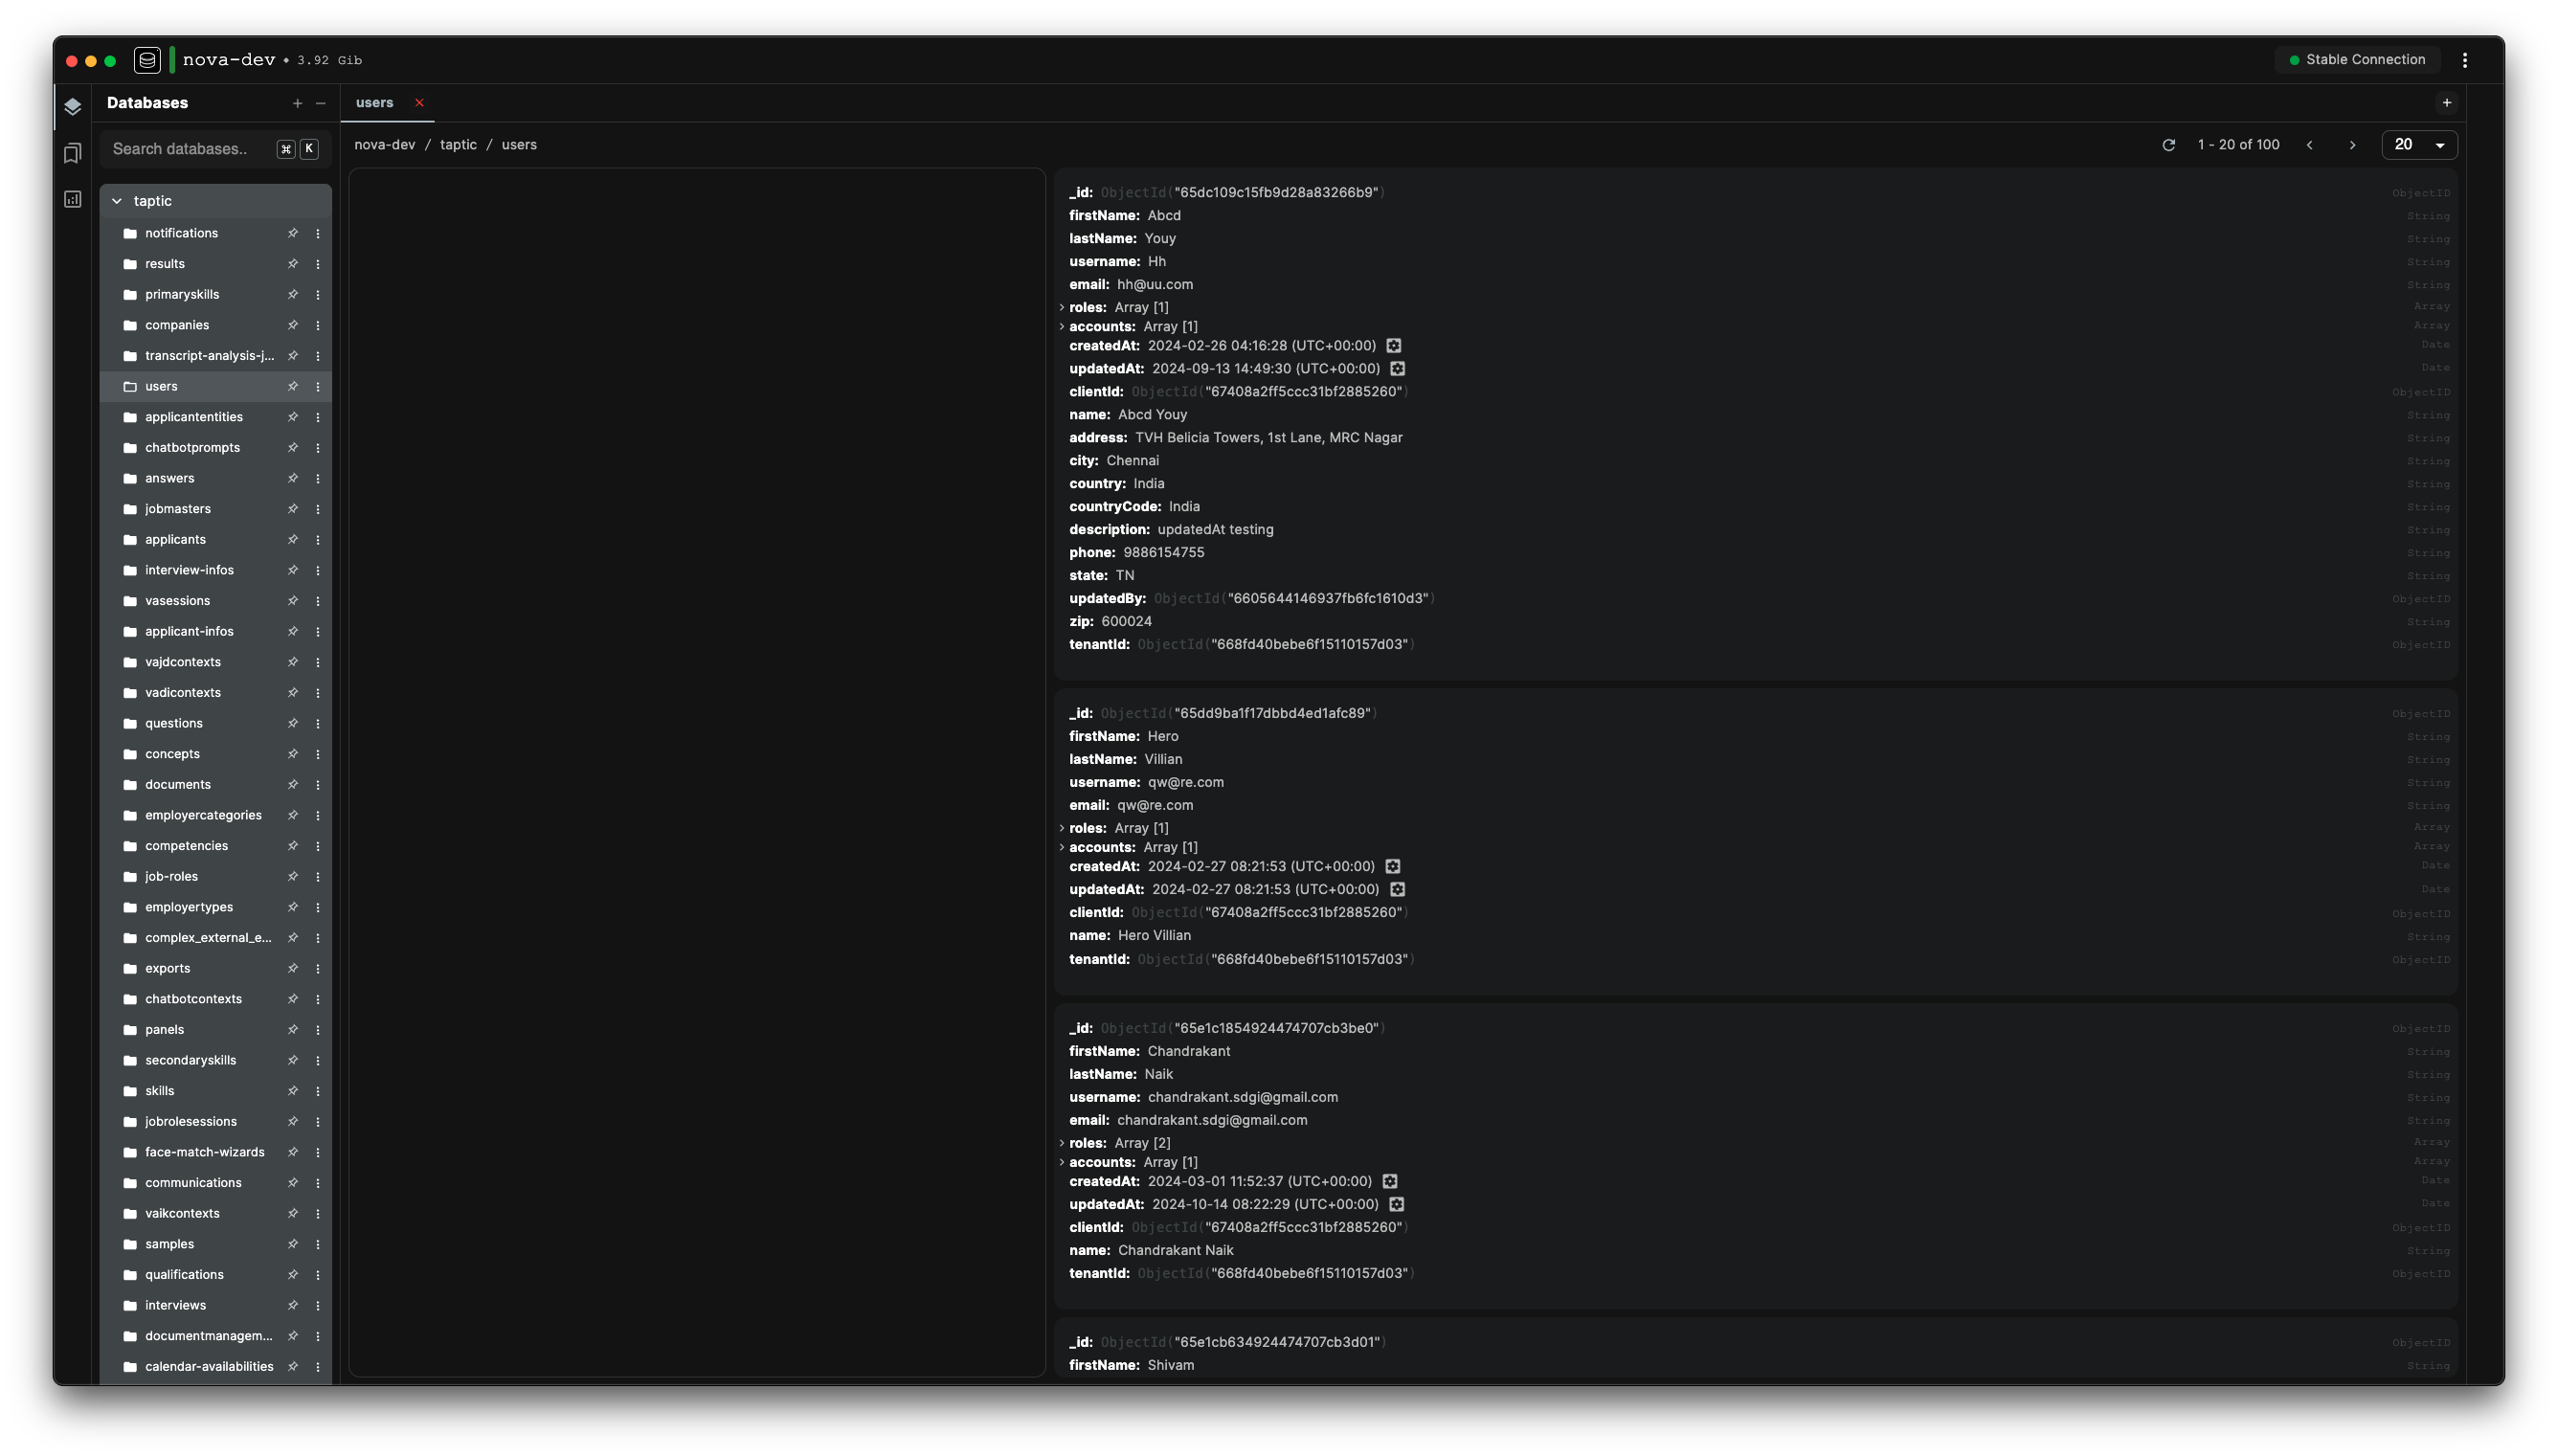 nova-dev • 3.92 Gib
Stable Connection
Databases + −
users ×
+
Search databases.. ⌘ K
nova-dev / taptic / users
1 - 20 of 100
20
taptic
notifications
results
primaryskills
companies
transcript-analysis-j...
users
applicantentities
chatbotprompts
answers
jobmasters
applicants
interview-infos
vasessions
applicant-infos
vajdcontexts
vadicontexts
questions
concepts
documents
employercategories
competencies
job-roles
employertypes
complex_external_e...
exports
chatbotcontexts
panels
secondaryskills
skills
jobrolesessions
face-match-wizards
communications
vaikcontexts
samples
qualifications
interviews
documentmanagem...
calendar-availabilities
_id: ObjectId("65dc109c15fb9d28a83266b9") ObjectID
firstName: Abcd String
lastName: Youy String
username: Hh String
email: hh@uu.com String
roles: Array [1] Array
accounts: Array [1] Array
createdAt: 2024-02-26 04:16:28 (UTC+00:00) Date
updatedAt: 2024-09-13 14:49:30 (UTC+00:00) Date
clientId: ObjectId("67408a2ff5ccc31bf2885260") ObjectID
name: Abcd Youy String
address: TVH Belicia Towers, 1st Lane, MRC Nagar String
city: Chennai String
country: India String
countryCode: India String
description: updatedAt testing String
phone: 9886154755 String
state: TN String
updatedBy: ObjectId("6605644146937fb6fc1610d3") ObjectID
zip: 600024 String
tenantId: ObjectId("668fd40bebe6f15110157d03") ObjectID
_id: ObjectId("65dd9ba1f17dbbd4ed1afc89") ObjectID
firstName: Hero String
lastName: Villian String
username: qw@re.com String
email: qw@re.com String
roles: Array [1] Array
accounts: Array [1] Array
createdAt: 2024-02-27 08:21:53 (UTC+00:00) Date
updatedAt: 2024-02-27 08:21:53 (UTC+00:00) Date
clientId: ObjectId("67408a2ff5ccc31bf2885260") ObjectID
name: Hero Villian String
tenantId: ObjectId("668fd40bebe6f15110157d03") ObjectID
_id: ObjectId("65e1c1854924474707cb3be0") ObjectID
firstName: Chandrakant String
lastName: Naik String
username: chandrakant.sdgi@gmail.com String
email: chandrakant.sdgi@gmail.com String
roles: Array [2] Array
accounts: Array [1] Array
createdAt: 2024-03-01 11:52:37 (UTC+00:00) Date
updatedAt: 2024-10-14 08:22:29 (UTC+00:00) Date
clientId: ObjectId("67408a2ff5ccc31bf2885260") ObjectID
name: Chandrakant Naik String
tenantId: ObjectId("668fd40bebe6f15110157d03") ObjectID
_id: ObjectId("65e1cb634924474707cb3d01") ObjectID
firstName: Shivam String